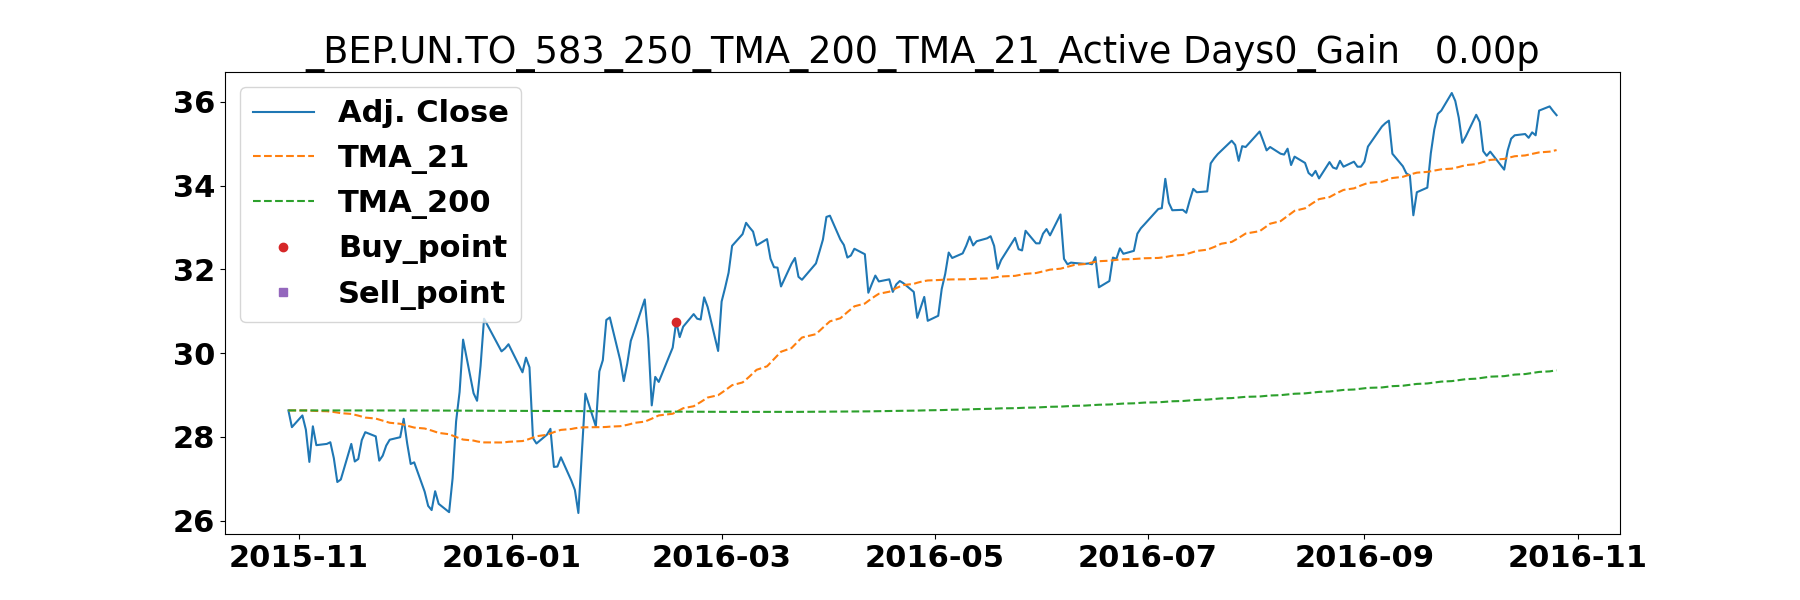 _BEP.UN.TO_583_250_TMA_200_TMA_21_Active Days0_Gain   0.00p
Adj. Close
TMA_21
TMA_200
Buy_point
Sell_point
36
34
32
30
28
26
2015-11 2016-01 2016-03 2016-05 2016-07 2016-09 2016-11